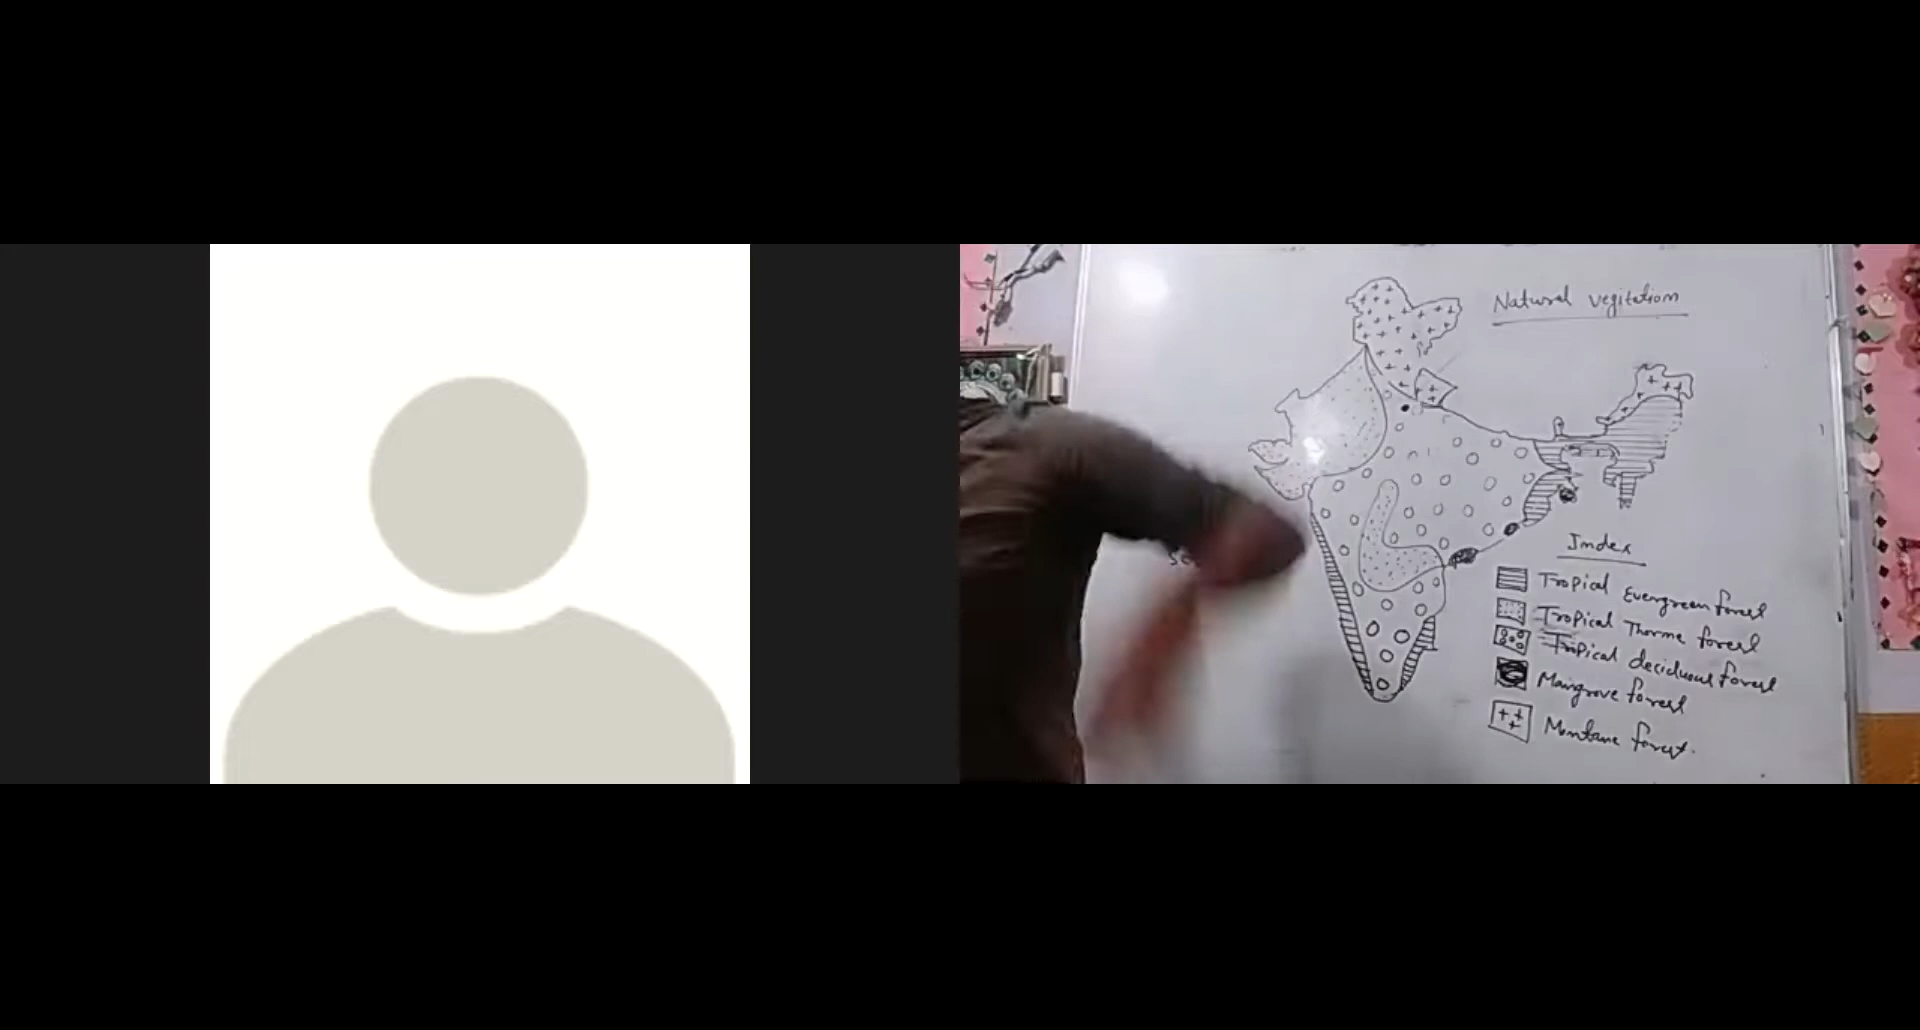 Natural vegitation
Index
Tropical Evergreen forest
Tropical Thorne forest
Tropical deciduous forest
Mangrove forest
Montane forest.